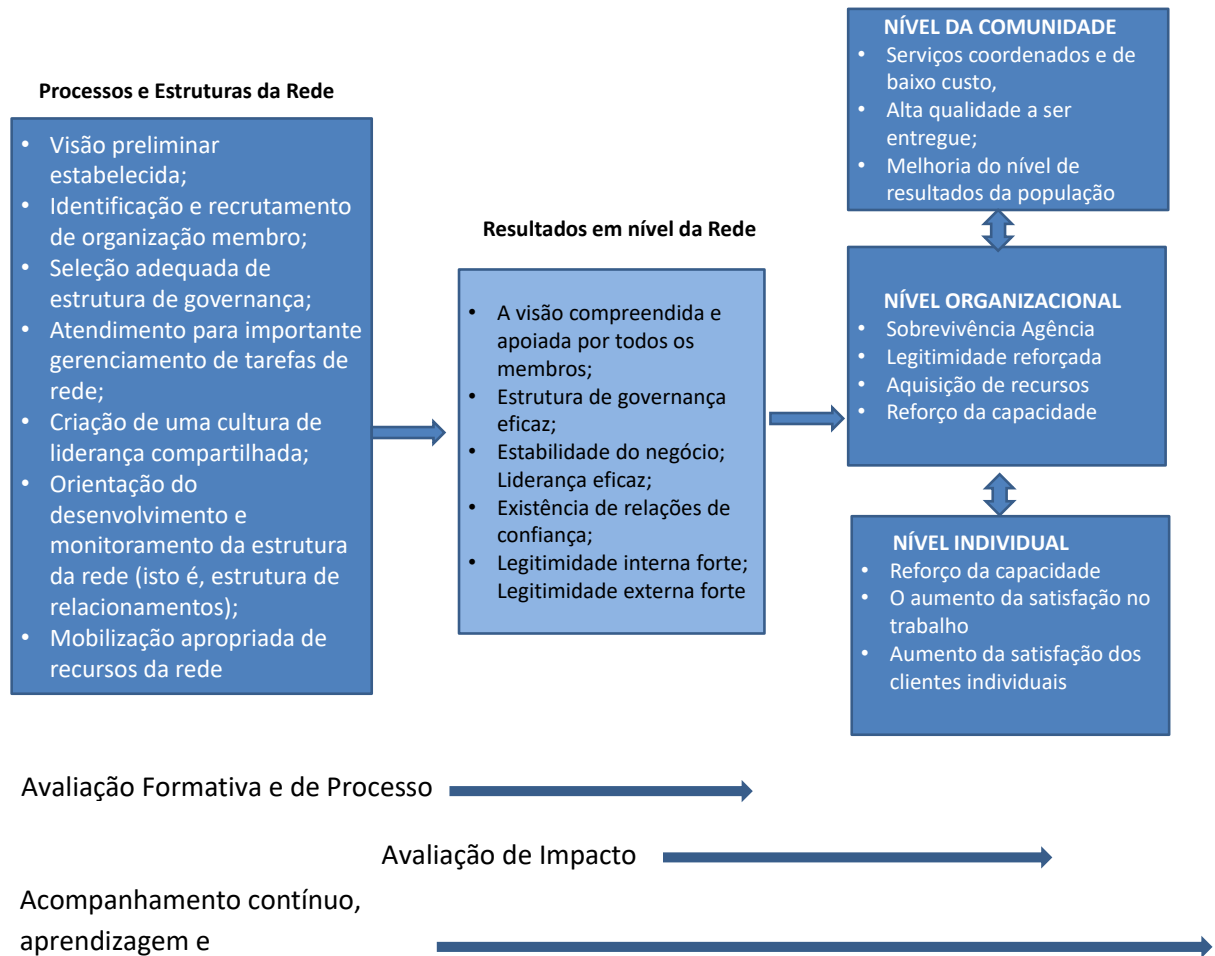 Processos e Estruturas da Rede
• Visão preliminar
estabelecida;
• Identificação e recrutamento
de organização membro;
• Seleção adequada de
estrutura de governança;
• Atendimento para importante
gerenciamento de tarefas de
rede;
• Criação de uma cultura de
liderança compartilhada;
• Orientação do
desenvolvimento e
monitoramento da estrutura
da rede (isto é, estrutura de
relacionamentos);
• Mobilização apropriada de
recursos da rede
Resultados em nível da Rede
• A visão compreendida e
apoiada por todos os
membros;
• Estrutura de governança
eficaz;
• Estabilidade do negócio;
Liderança eficaz;
• Existência de relações de
confiança;
• Legitimidade interna forte;
Legitimidade externa forte
NÍVEL DA COMUNIDADE
• Serviços coordenados e de
baixo custo,
• Alta qualidade a ser
entregue;
• Melhoria do nível de
resultados da população
NÍVEL ORGANIZACIONAL
• Sobrevivência Agência
• Legitimidade reforçada
• Aquisição de recursos
• Reforço da capacidade
NÍVEL INDIVIDUAL
• Reforço da capacidade
• O aumento da satisfação no
trabalho
• Aumento da satisfação dos
clientes individuais
Avaliação Formativa e de Processo
Avaliação de Impacto
Acompanhamento contínuo,
aprendizagem e